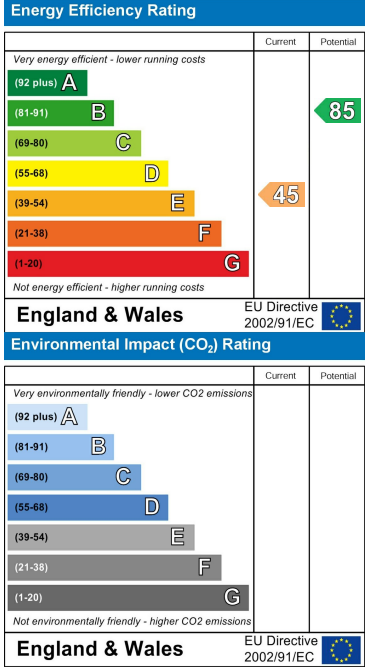 Energy Efficiency Rating
Current Potential
Very energy efficient - lower running costs
(92 plus) A
(81-91) B
85
(69-80) C
(55-68) D
(39-54) E
45
(21-38) F
(1-20) G
Not energy efficient - higher running costs
England & Wales
EU Directive
2002/91/EC
Environmental Impact (CO₂) Rating
Current Potential
Very environmentally friendly - lower CO2 emissions
(92 plus) A
(81-91) B
(69-80) C
(55-68) D
(39-54) E
(21-38) F
(1-20) G
Not environmentally friendly - higher CO2 emissions
England & Wales
EU Directive
2002/91/EC